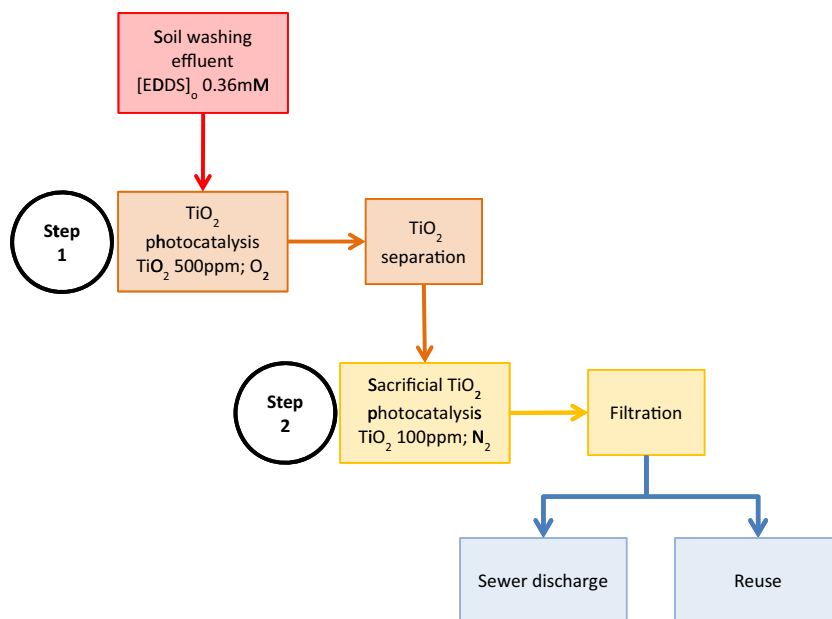 Soil washing
effluent
[EDDS]o 0.36mM
Step
1
TiO2
photocatalysis
TiO2 500ppm; O2
TiO2
separation
Step
2
Sacrificial TiO2
photocatalysis
TiO2 100ppm; N2
Filtration
Sewer discharge
Reuse